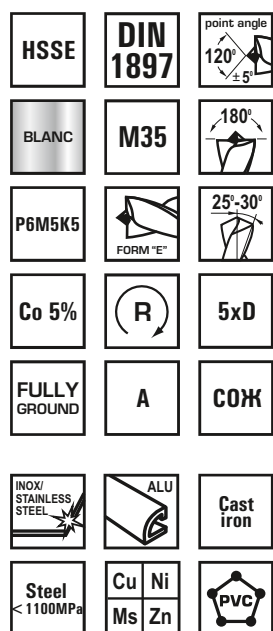 HSSE
DIN
1897
point angle
120°
±5°
BLANC
M35
180°
P6M5K5
FORM "E"
25°-30°
Co 5%
R
5xD
FULLY
GROUND
A
СОЖ
INOX/
STAINLESS
STEEL
ALU
Cast
iron
Steel
< 1100MPa
Cu Ni
Ms Zn
PVC